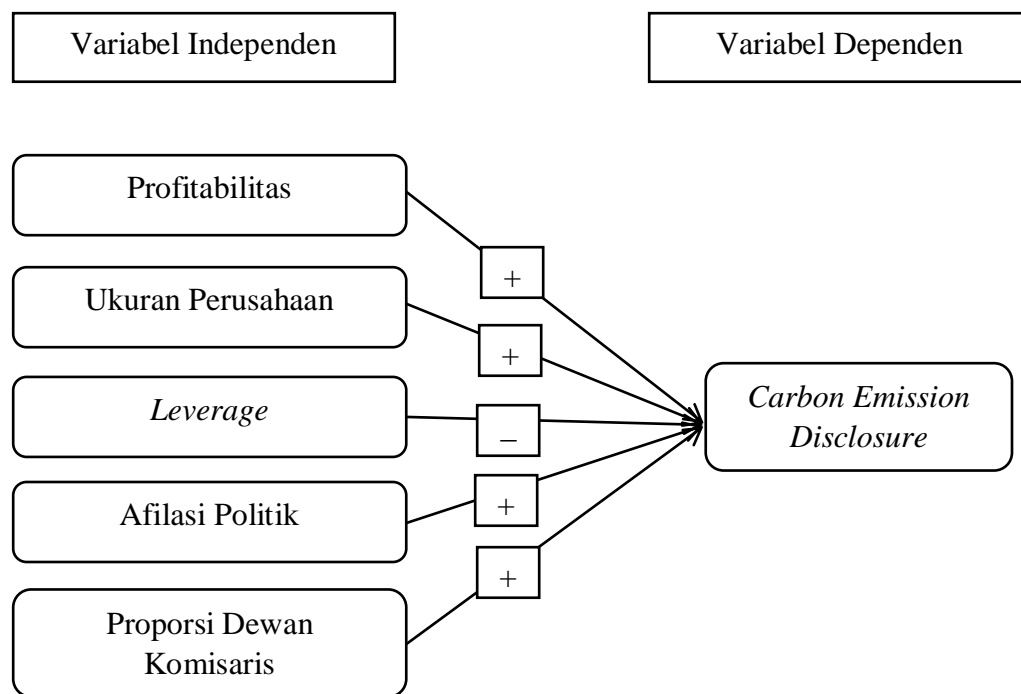 Variabel Independen
Variabel Dependen
Profitabilitas
+
Ukuran Perusahaan
+
Leverage
–
Carbon Emission
Disclosure
Afilasi Politik
+
+
Proporsi Dewan
Komisaris